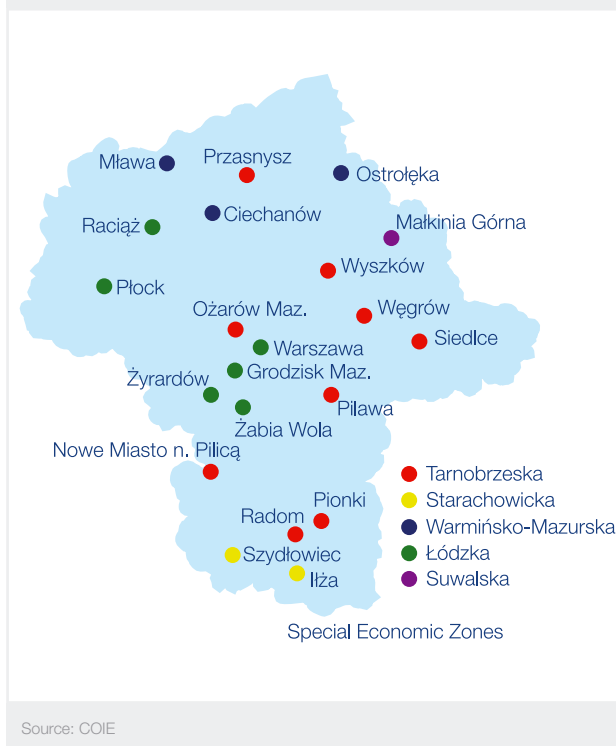 Mława
Przasnysz
Ostrołęka
Ciechanów
Raciąż
Małkinia Górna
Wyszków
Płock
Ożarów Maz.
Węgrów
Siedlce
Warszawa
Grodzisk Maz.
Żyrardów
Pilawa
Żabia Wola
Nowe Miasto n. Pilicą
Pionki
Radom
Szydłowiec
Iłża
Tarnobrzeska
Starachowicka
Warmińsko-Mazurska
Łódzka
Suwalska
Special Economic Zones
Source: COIE